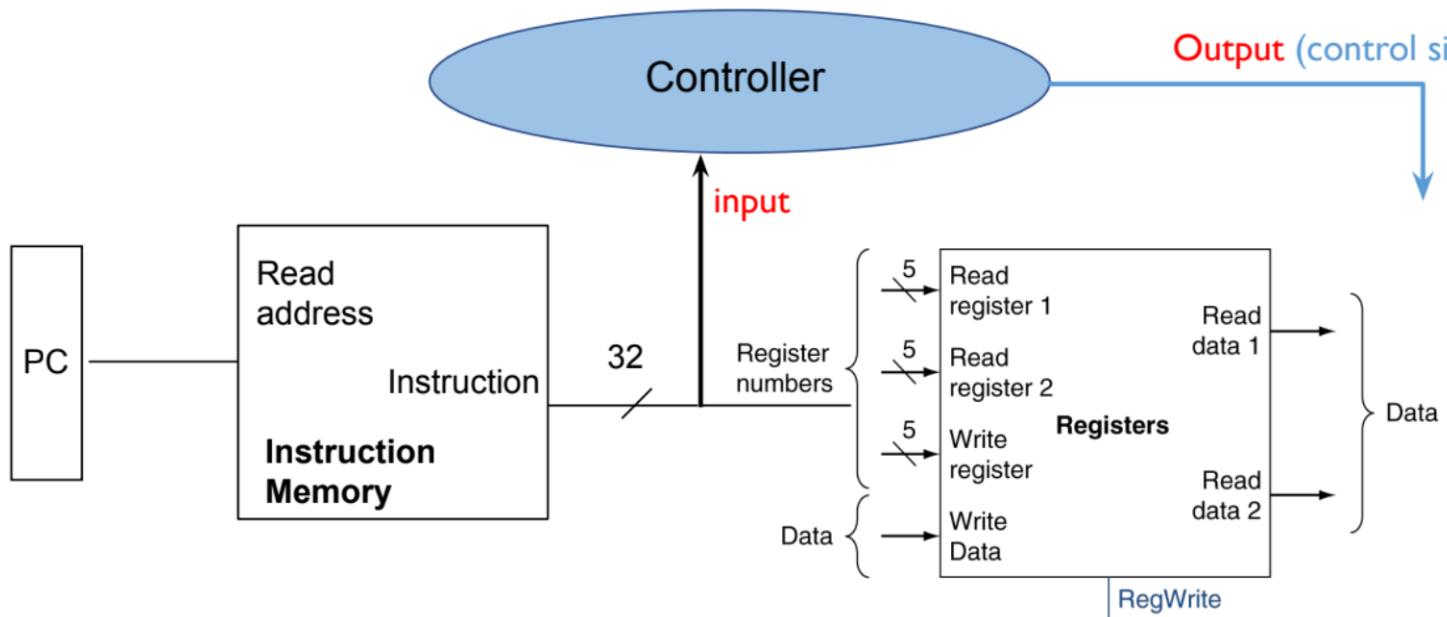 Controller
Output (control si
input
PC
Read
address
Instruction
Instruction
Memory
32
Register
numbers
Data
5
Read
register 1
5
Read
register 2
5
Write
register
Write
Data
Registers
Read
data 1
Read
data 2
Data
RegWrite